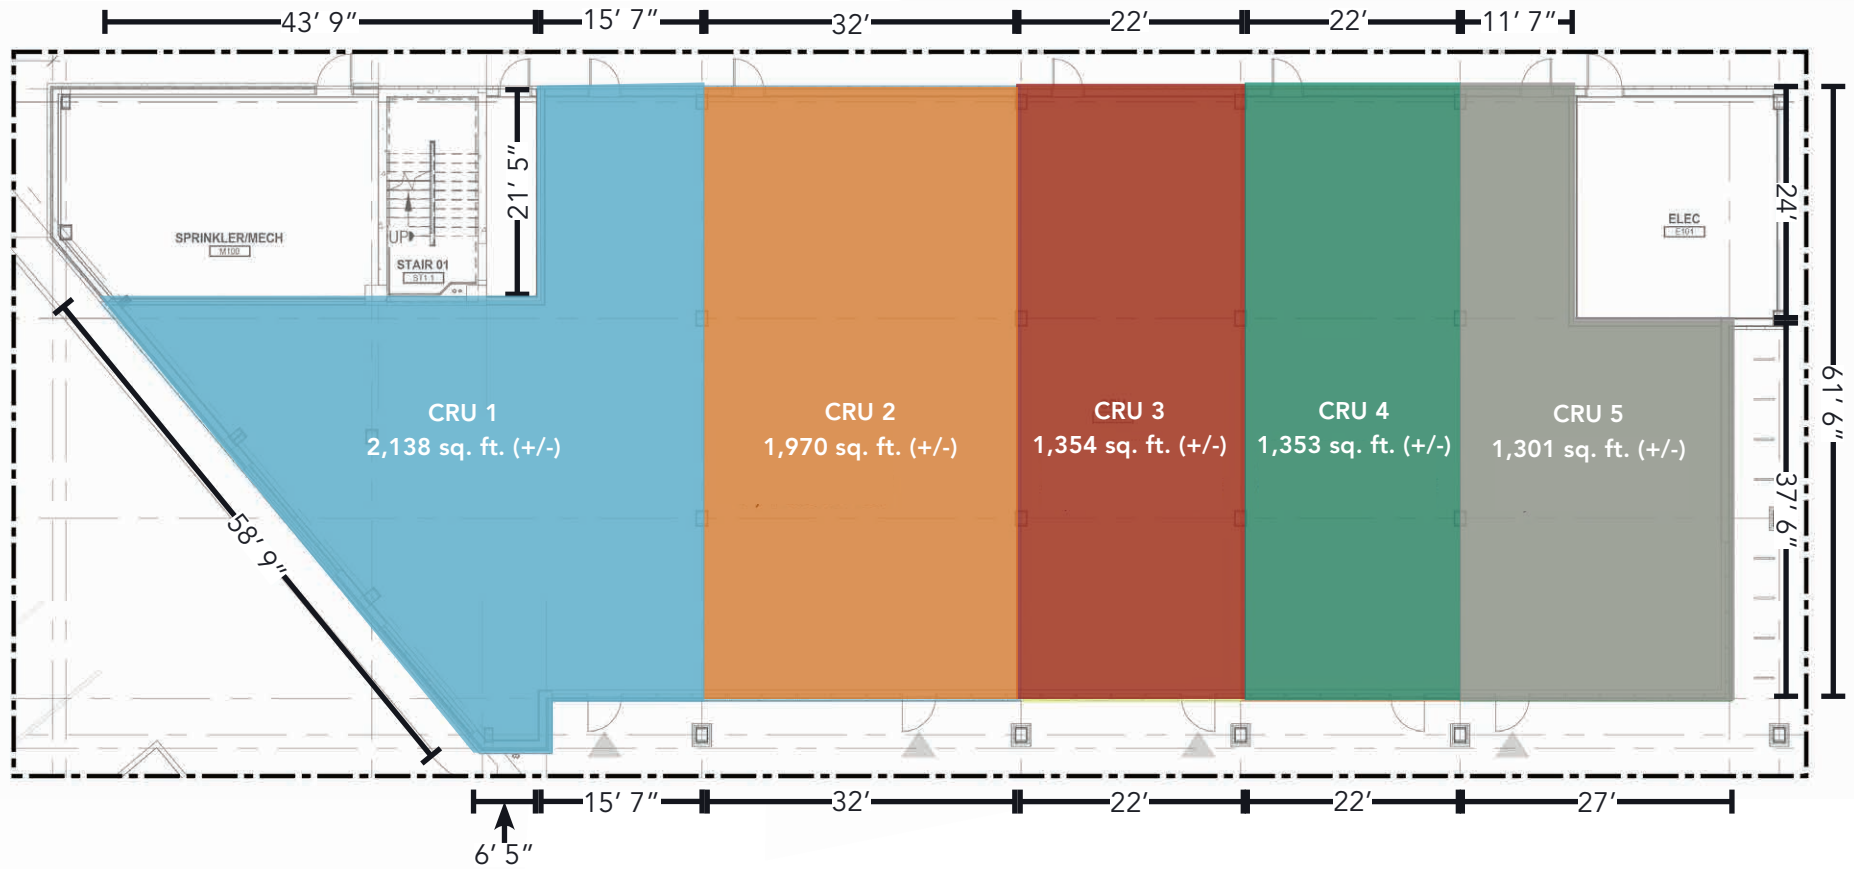 43′ 9″
15′ 7″
32′
22′
22′
11′ 7″
21′ 5″
24′
SPRINKLER/MECH
M100
UP
STAIR 01
ST1.1
ELEC
E101
61′ 6″
CRU 1
2,138 sq. ft. (+/-)
CRU 2
1,970 sq. ft. (+/-)
CRU 3
1,354 sq. ft. (+/-)
CRU 4
1,353 sq. ft. (+/-)
CRU 5
1,301 sq. ft. (+/-)
37′ 6″
58′ 9″
15′ 7″
32′
22′
22′
27′
6′ 5″